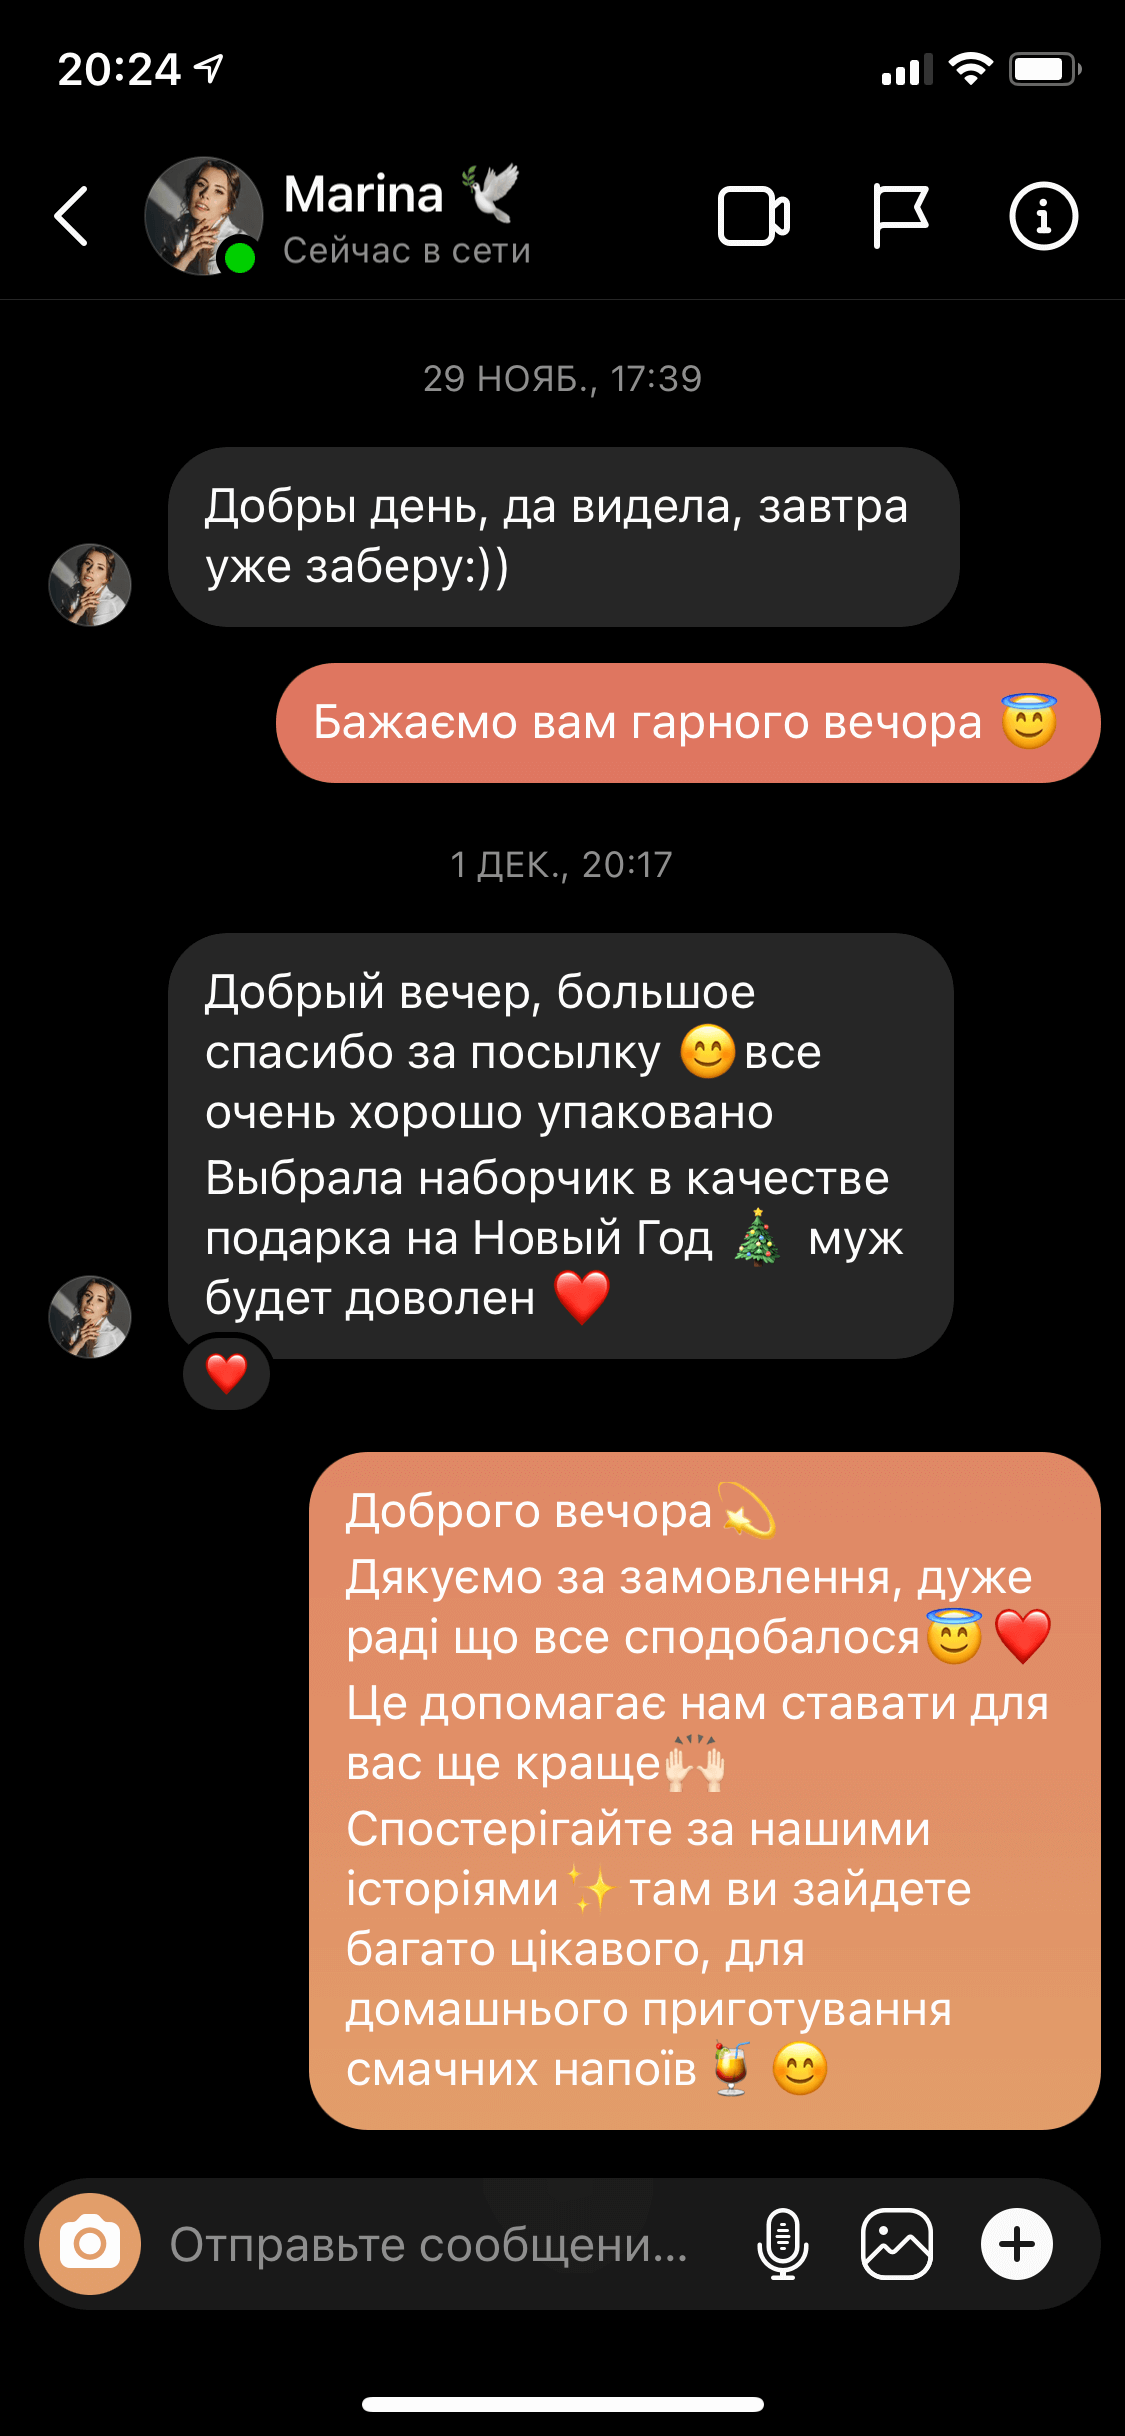 20:24
Marina 🕊️
Сейчас в сети
29 НОЯБ., 17:39
Добры день, да видела, завтра
уже заберу:))
Бажаємо вам гарного вечора 😇
1 ДЕК., 20:17
Добрый вечер, большое
спасибо за посылку 😊все
очень хорошо упаковано
Выбрала наборчик в качестве
подарка на Новый Год 🎄 муж
будет доволен ❤️
❤️
Доброго вечора💫
Дякуємо за замовлення, дуже
раді що все сподобалося😇❤️
Це допомагає нам ставати для
вас ще краще🙌🏻
Спостерігайте за нашими
історіями✨ там ви зайдете
багато цікавого, для
домашнього приготування
смачних напоїв🍹😊
Отправьте сообщени...